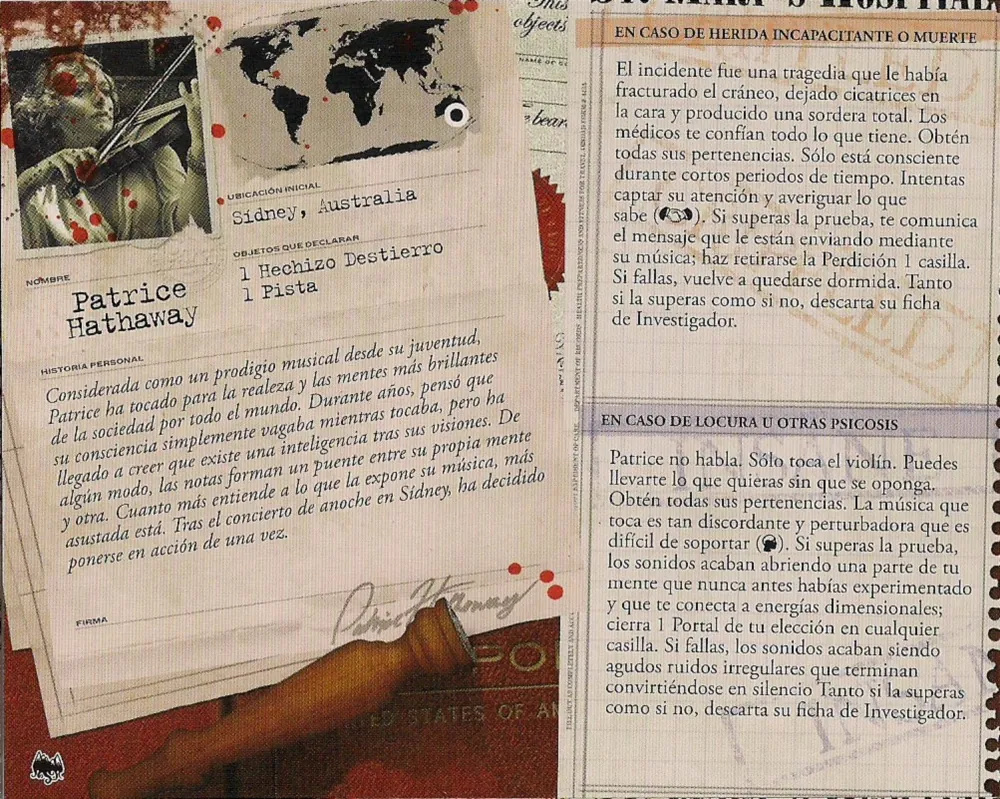 UBICACIÓN INICIAL
Sídney, Australia
OBJETOS QUE DECLARAR
1 Hechizo Destierro
1 Pista
NOMBRE
Patrice
Hathaway
HISTORIA PERSONAL
Considerada como un prodigio musical desde su juventud,
Patrice ha tocado para la realeza y las mentes más brillantes
de la sociedad por todo el mundo. Durante años, pensó que
su consciencia simplemente vagaba mientras tocaba, pero ha
llegado a creer que existe una inteligencia tras sus visiones. De
algún modo, las notas forman un puente entre su propia mente
y otra. Cuanto más entiende a lo que la expone su música, más
asustada está. Tras el concierto de anoche en Sídney, ha decidido
ponerse en acción de una vez.
FIRMA
Patrice Hathaway
STATES OF
objects
EN CASO DE HERIDA INCAPACITANTE O MUERTE
El incidente fue una tragedia que le había
fracturado el cráneo, dejado cicatrices en
la cara y producido una sordera total. Los
médicos te confían todo lo que tiene. Obtén
todas sus pertenencias. Sólo está consciente
durante cortos periodos de tiempo. Intentas
captar su atención y averiguar lo que
sabe (). Si superas la prueba, te comunica
el mensaje que le están enviando mediante
su música; haz retirarse la Perdición 1 casilla.
Si fallas, vuelve a quedarse dormida. Tanto
si la superas como si no, descarta su ficha
de Investigador.
EN CASO DE LOCURA U OTRAS PSICOSIS
Patrice no habla. Sólo toca el violín. Puedes
llevarte lo que quieras sin que se oponga.
Obtén todas sus pertenencias. La música que
toca es tan discordante y perturbadora que es
difícil de soportar (). Si superas la prueba,
los sonidos acaban abriendo una parte de tu
mente que nunca antes habías experimentado
y que te conecta a energías dimensionales;
cierra 1 Portal de tu elección en cualquier
casilla. Si fallas, los sonidos acaban siendo
agudos ruidos irregulares que terminan
convirtiéndose en silencio Tanto si la superas
como si no, descarta su ficha de Investigador.